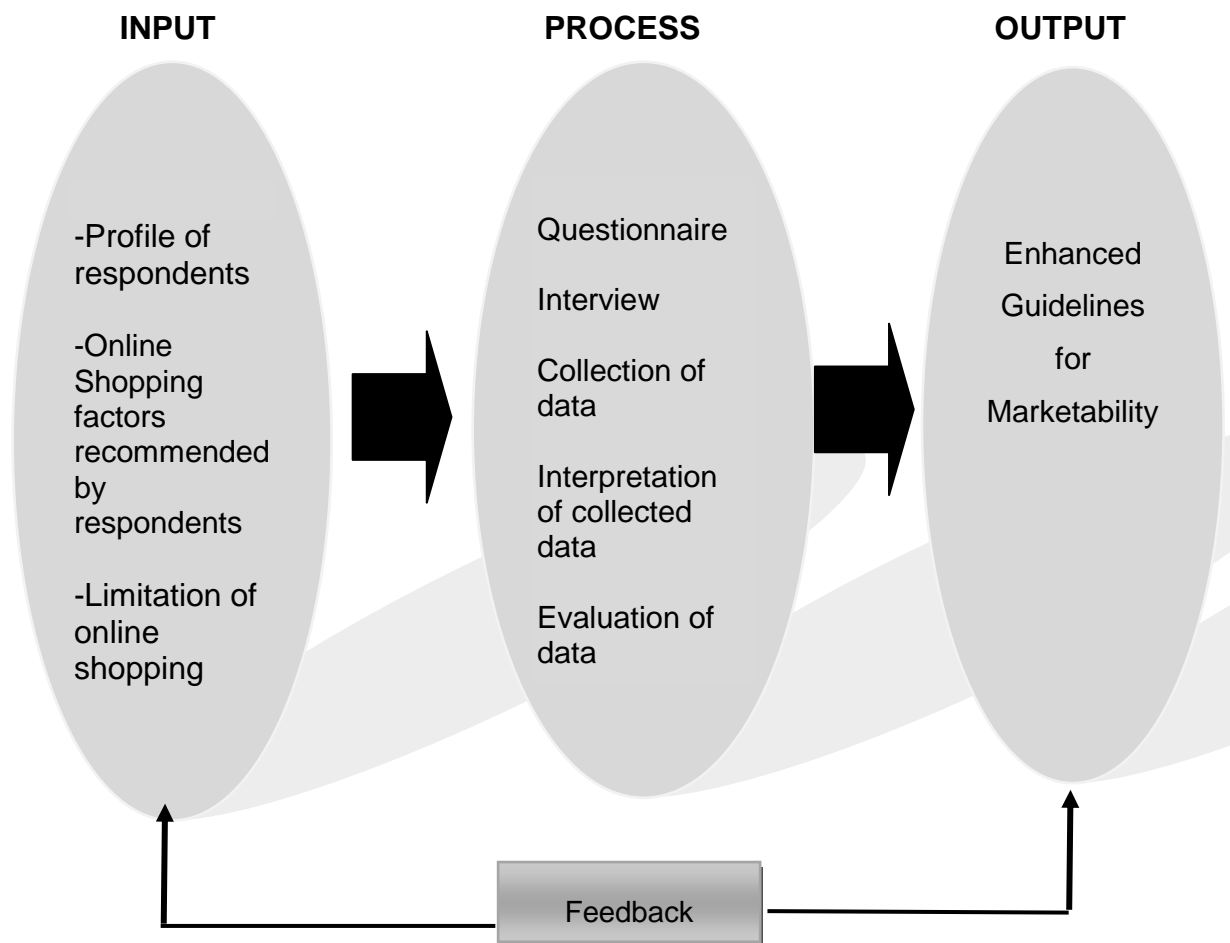 INPUT
PROCESS
OUTPUT
-Profile of
respondents
-Online
Shopping
factors
recommended
by
respondents
-Limitation of
online
shopping
Questionnaire
Interview
Collection of
data
Interpretation
of collected
data
Evaluation of
data
Enhanced
Guidelines
for
Marketability
Feedback